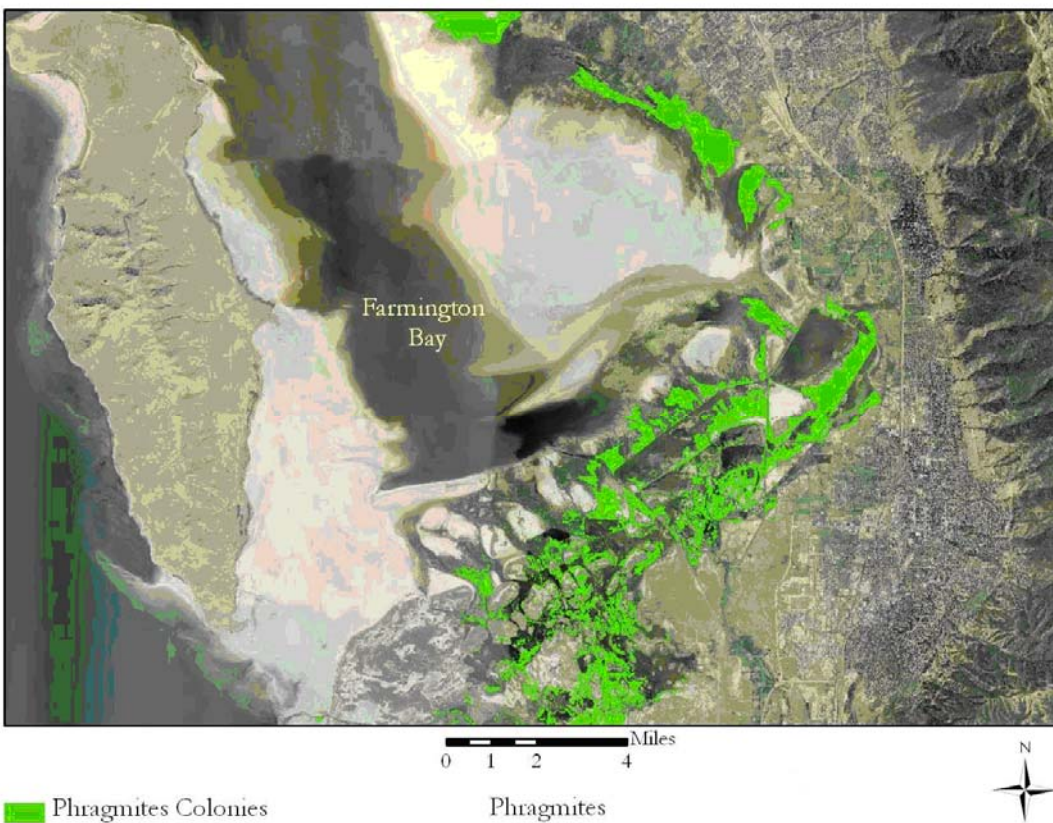 Farmington
Bay
Miles
0 1 2 4
N
Phragmites Colonies
Phragmites